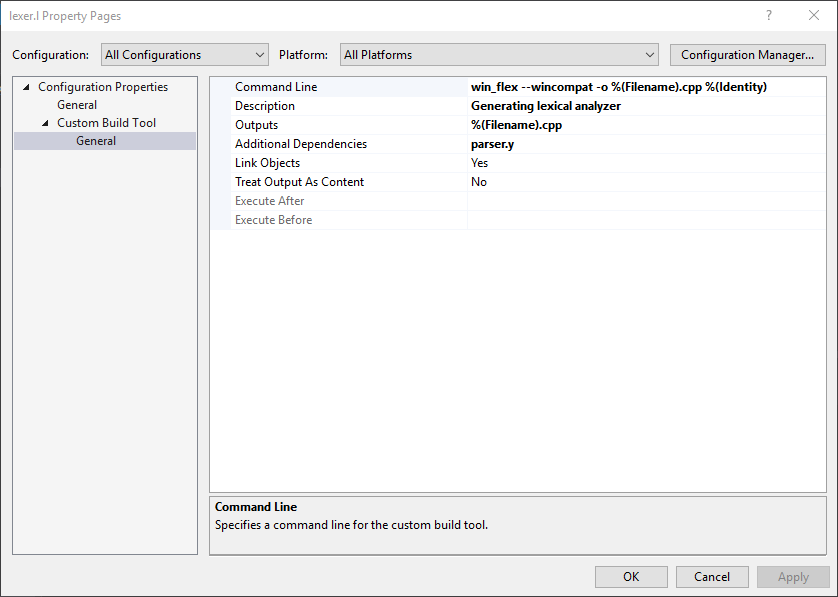 lexer.l Property Pages
?
Configuration: All Configurations Platform: All Platforms Configuration Manager...
Configuration Properties
General
Custom Build Tool
General
Command Line win_flex --wincompat -o %(Filename).cpp %(Identity)
Description Generating lexical analyzer
Outputs %(Filename).cpp
Additional Dependencies parser.y
Link Objects Yes
Treat Output As Content No
Execute After
Execute Before
Command Line
Specifies a command line for the custom build tool.
OK Cancel Apply